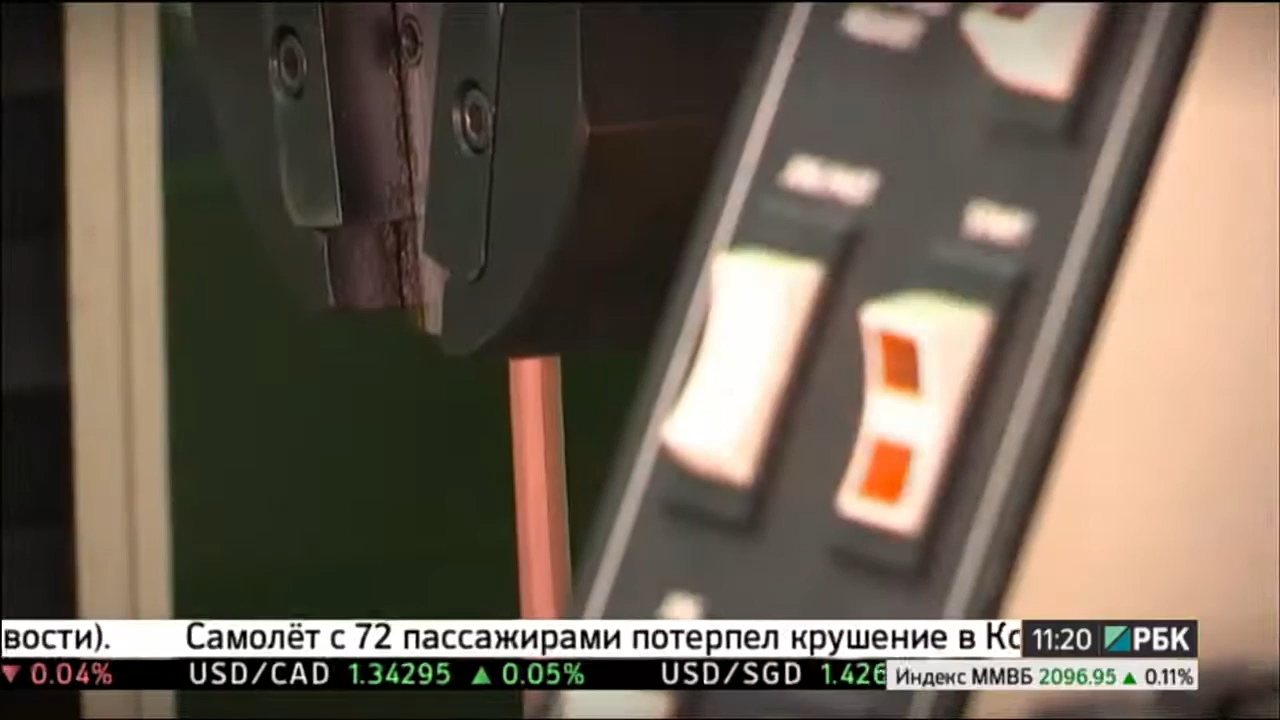 вости). Самолёт с 72 пассажирами потерпел крушение в Ко
11:20 РБК
▼ 0.04% USD/CAD 1.34295 ▲ 0.05% USD/SGD 1.426
Индекс ММВБ 2096.95 ▲ 0.11%